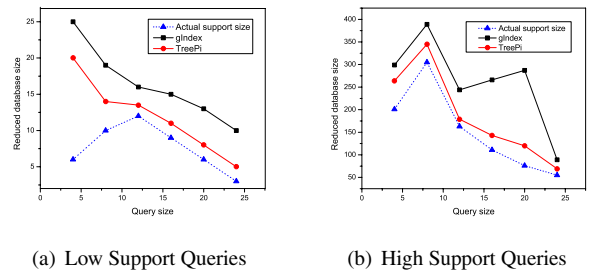 Actual support size
gIndex
TreePi
25
20
15
10
5
Reduced database size
0
5
10
15
20
25
Query size
(a) Low Support Queries
Actual support size
gIndex
TreePi
400
350
300
250
200
150
100
50
Reduced database size
0
5
10
15
20
25
Query size
(b) High Support Queries